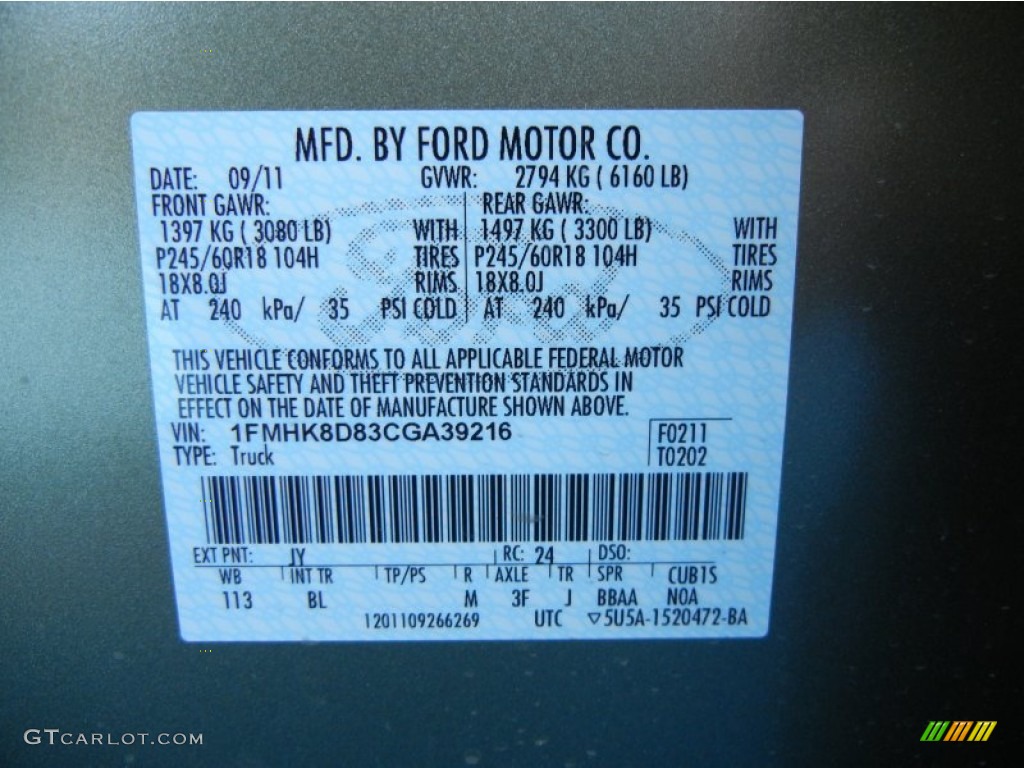 MFD. BY FORD MOTOR CO.
DATE: 09/11 GVWR: 2794 KG ( 6160 LB)
FRONT GAWR: REAR GAWR:
1397 KG ( 3080 LB) WITH 1497 KG ( 3300 LB) WITH
P245/60R18 104H TIRES P245/60R18 104H TIRES
18X8.0J RIMS 18X8.0J RIMS
AT 240 kPa/ 35 PSI COLD AT 240 kPa/ 35 PSI COLD
THIS VEHICLE CONFORMS TO ALL APPLICABLE FEDERAL MOTOR
VEHICLE SAFETY AND THEFT PREVENTION STANDARDS IN
EFFECT ON THE DATE OF MANUFACTURE SHOWN ABOVE.
VIN: 1FMHK8D83CGA39216 F0211
TYPE: Truck T0202
EXT PNT: JY RC: 24 DSO:
WB INT TR TP/PS R AXLE TR SPR CUB1S
113 BL M 3F J BBAA NOA
1201109266269 UTC ▽5U5A-1520472-BA
Ford
GTCARLOT.COM